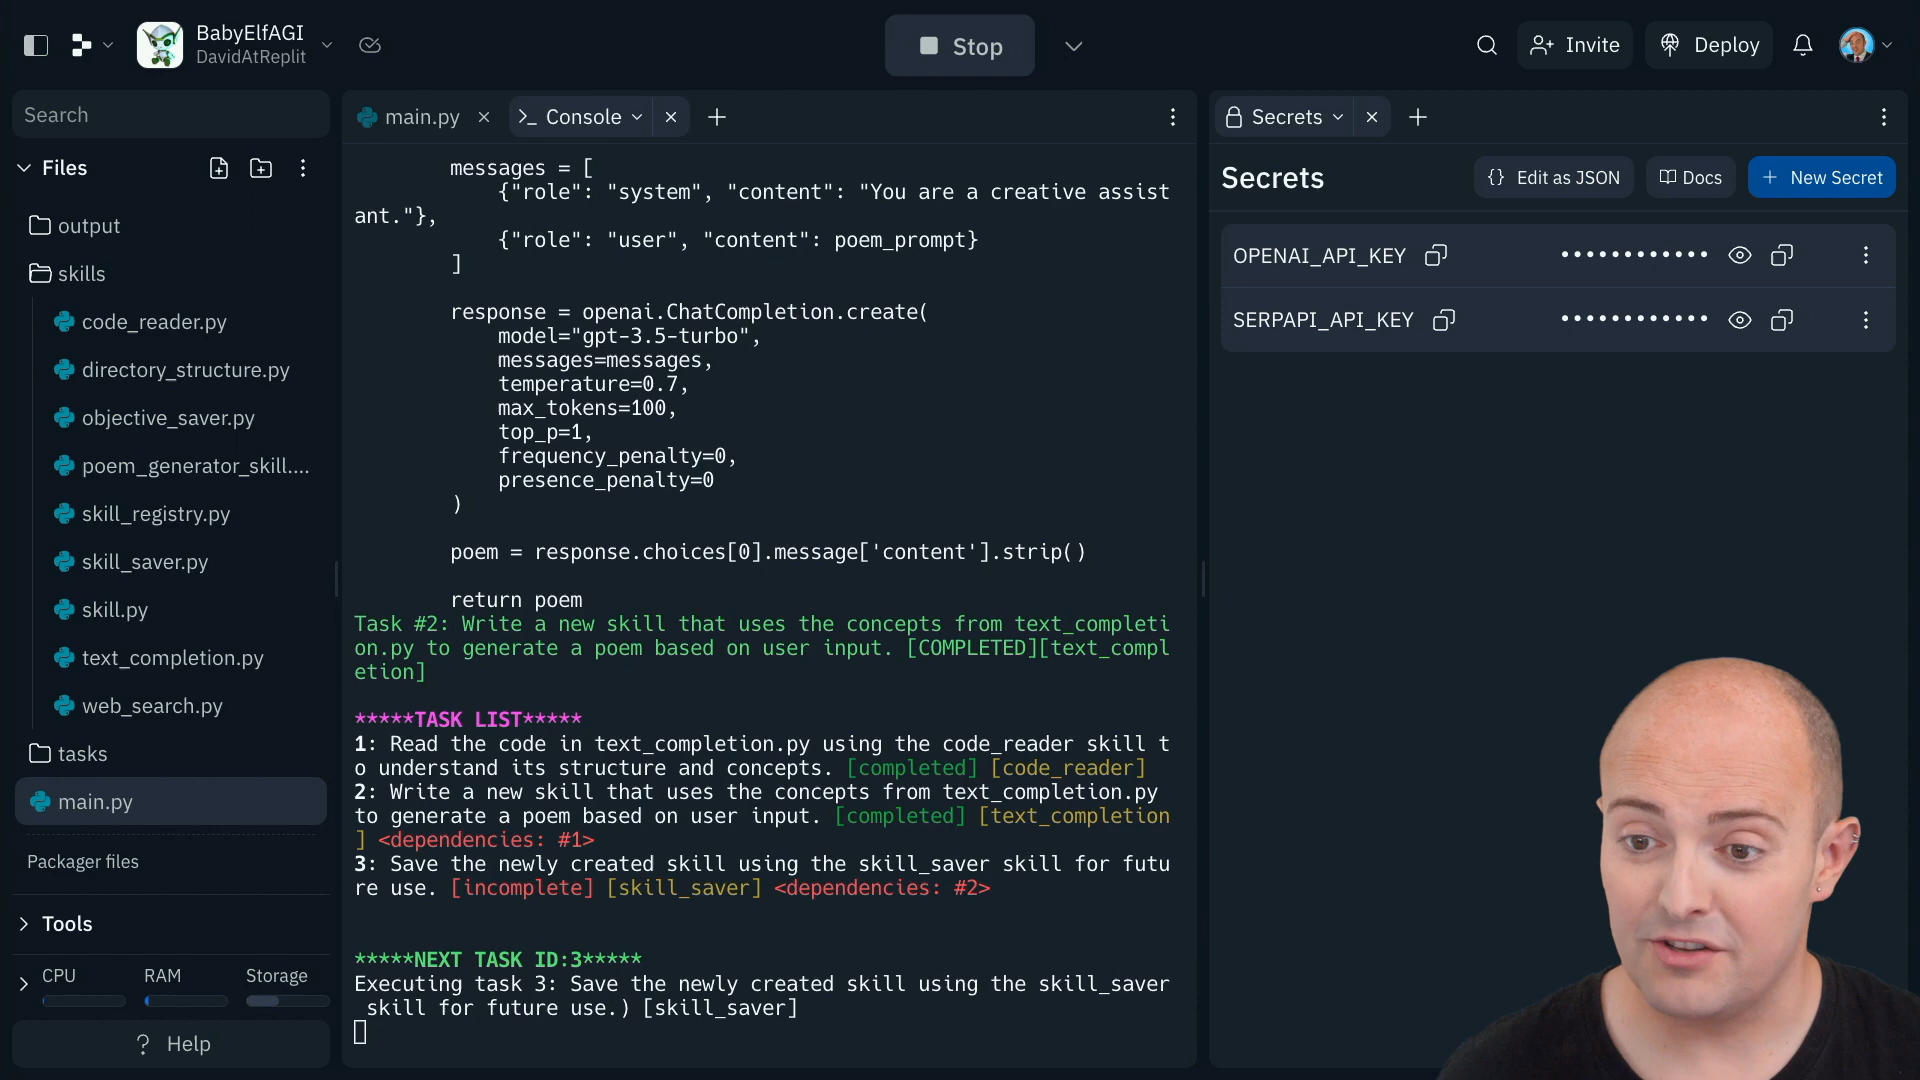 BabyElfAGI
DavidAtReplit
Stop
Invite
Deploy
Search
Files
output
skills
code_reader.py
directory_structure.py
objective_saver.py
poem_generator_skill....
skill_registry.py
skill_saver.py
skill.py
text_completion.py
web_search.py
tasks
main.py
Packager files
Tools
CPU RAM Storage
? Help
main.py
>_ Console
messages = [
{"role": "system", "content": "You are a creative assist
ant."},
{"role": "user", "content": poem_prompt}
]
response = openai.ChatCompletion.create(
model="gpt-3.5-turbo",
messages=messages,
temperature=0.7,
max_tokens=100,
top_p=1,
frequency_penalty=0,
presence_penalty=0
)
poem = response.choices[0].message['content'].strip()
return poem
Task #2: Write a new skill that uses the concepts from text_completi
on.py to generate a poem based on user input. [COMPLETED][text_compl
etion]
*****TASK LIST*****
1: Read the code in text_completion.py using the code_reader skill t
o understand its structure and concepts. [completed] [code_reader]
2: Write a new skill that uses the concepts from text_completion.py
to generate a poem based on user input. [completed] [text_completion
] <dependencies: #1>
3: Save the newly created skill using the skill_saver skill for futu
re use. [incomplete] [skill_saver] <dependencies: #2>
*****NEXT TASK ID:3*****
Executing task 3: Save the newly created skill using the skill_saver
skill for future use.) [skill_saver]
Secrets
Secrets
{} Edit as JSON
Docs
+ New Secret
OPENAI_API_KEY ••••••••••••
SERPAPI_API_KEY ••••••••••••